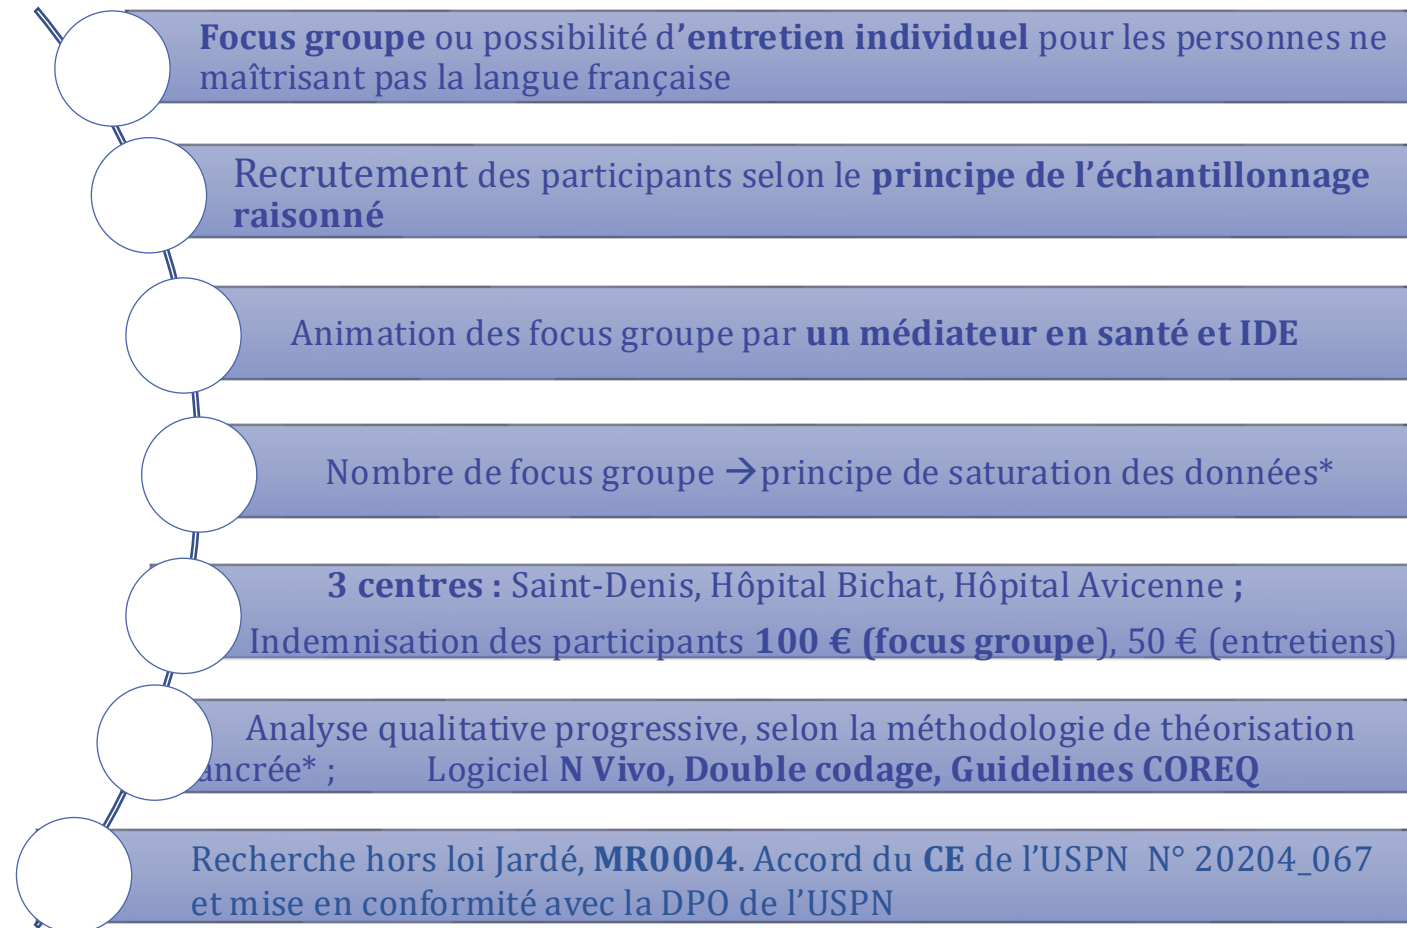 Focus groupe ou possibilité d'entretien individuel pour les personnes ne
maîtrisant pas la langue française
Recrutement des participants selon le principe de l'échantillonnage
raisonné
Animation des focus groupe par un médiateur en santé et IDE
Nombre de focus groupe →principe de saturation des données*
3 centres : Saint-Denis, Hôpital Bichat, Hôpital Avicenne ;
Indemnisation des participants 100 € (focus groupe), 50 € (entretiens)
Analyse qualitative progressive, selon la méthodologie de théorisation
ancrée* ; Logiciel N Vivo, Double codage, Guidelines COREQ
Recherche hors loi Jardé, MR0004. Accord du CE de l'USPN N° 20204_067
et mise en conformité avec la DPO de l'USPN